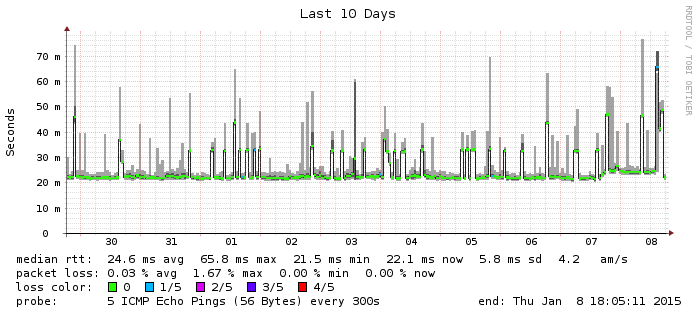 Last 10 Days
RRDTOOL / TOBI OETIKER
Seconds
70 m
60 m
50 m
40 m
30 m
20 m
10 m
0
30 31 01 02 03 04 05 06 07 08
median rtt: 24.6 ms avg 65.8 ms max 21.5 ms min 22.1 ms now 5.8 ms sd 4.2 am/s
packet loss: 0.03 % avg 1.67 % max 0.00 % min 0.00 % now
loss color: 0 1/5 2/5 3/5 4/5
probe: 5 ICMP Echo Pings (56 Bytes) every 300s end: Thu Jan 8 18:05:11 2015